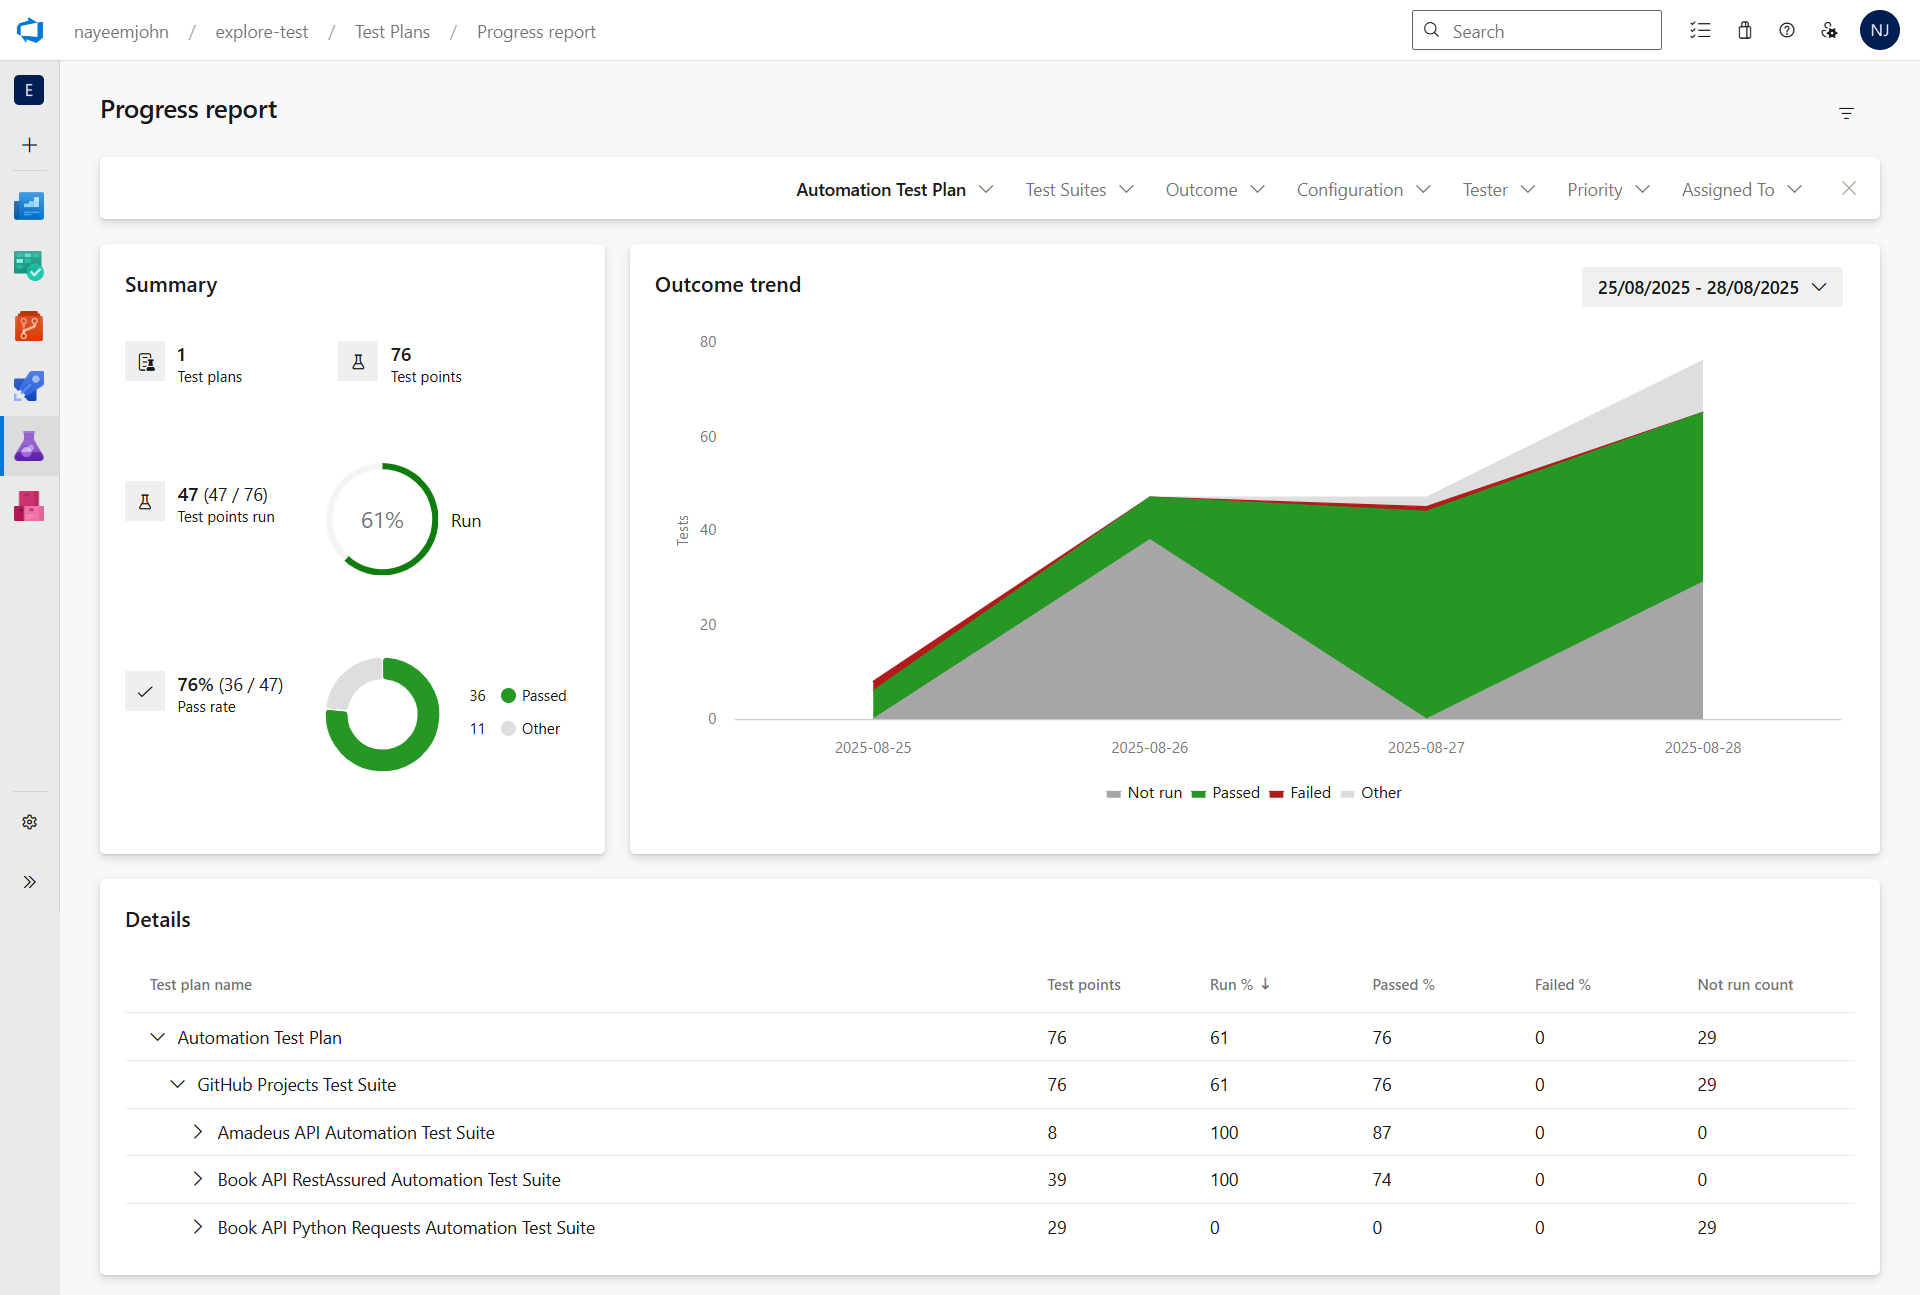 nayeemjohn / explore-test / Test Plans / Progress report
Search
NJ
E
Progress report
Automation Test Plan Test Suites Outcome Configuration Tester Priority Assigned To
Summary
1
Test plans
76
Test points
47 (47 / 76)
Test points run
61%
Run
76% (36 / 47)
Pass rate
36 Passed
11 Other
Outcome trend
25/08/2025 - 28/08/2025
80
60
40
20
0
Tests
2025-08-25 2025-08-26 2025-08-27 2025-08-28
Not run Passed Failed Other
Details
Test plan name Test points Run % ↓ Passed % Failed % Not run count
Automation Test Plan 76 61 76 0 29
GitHub Projects Test Suite 76 61 76 0 29
Amadeus API Automation Test Suite 8 100 87 0 0
Book API RestAssured Automation Test Suite 39 100 74 0 0
Book API Python Requests Automation Test Suite 29 0 0 0 29